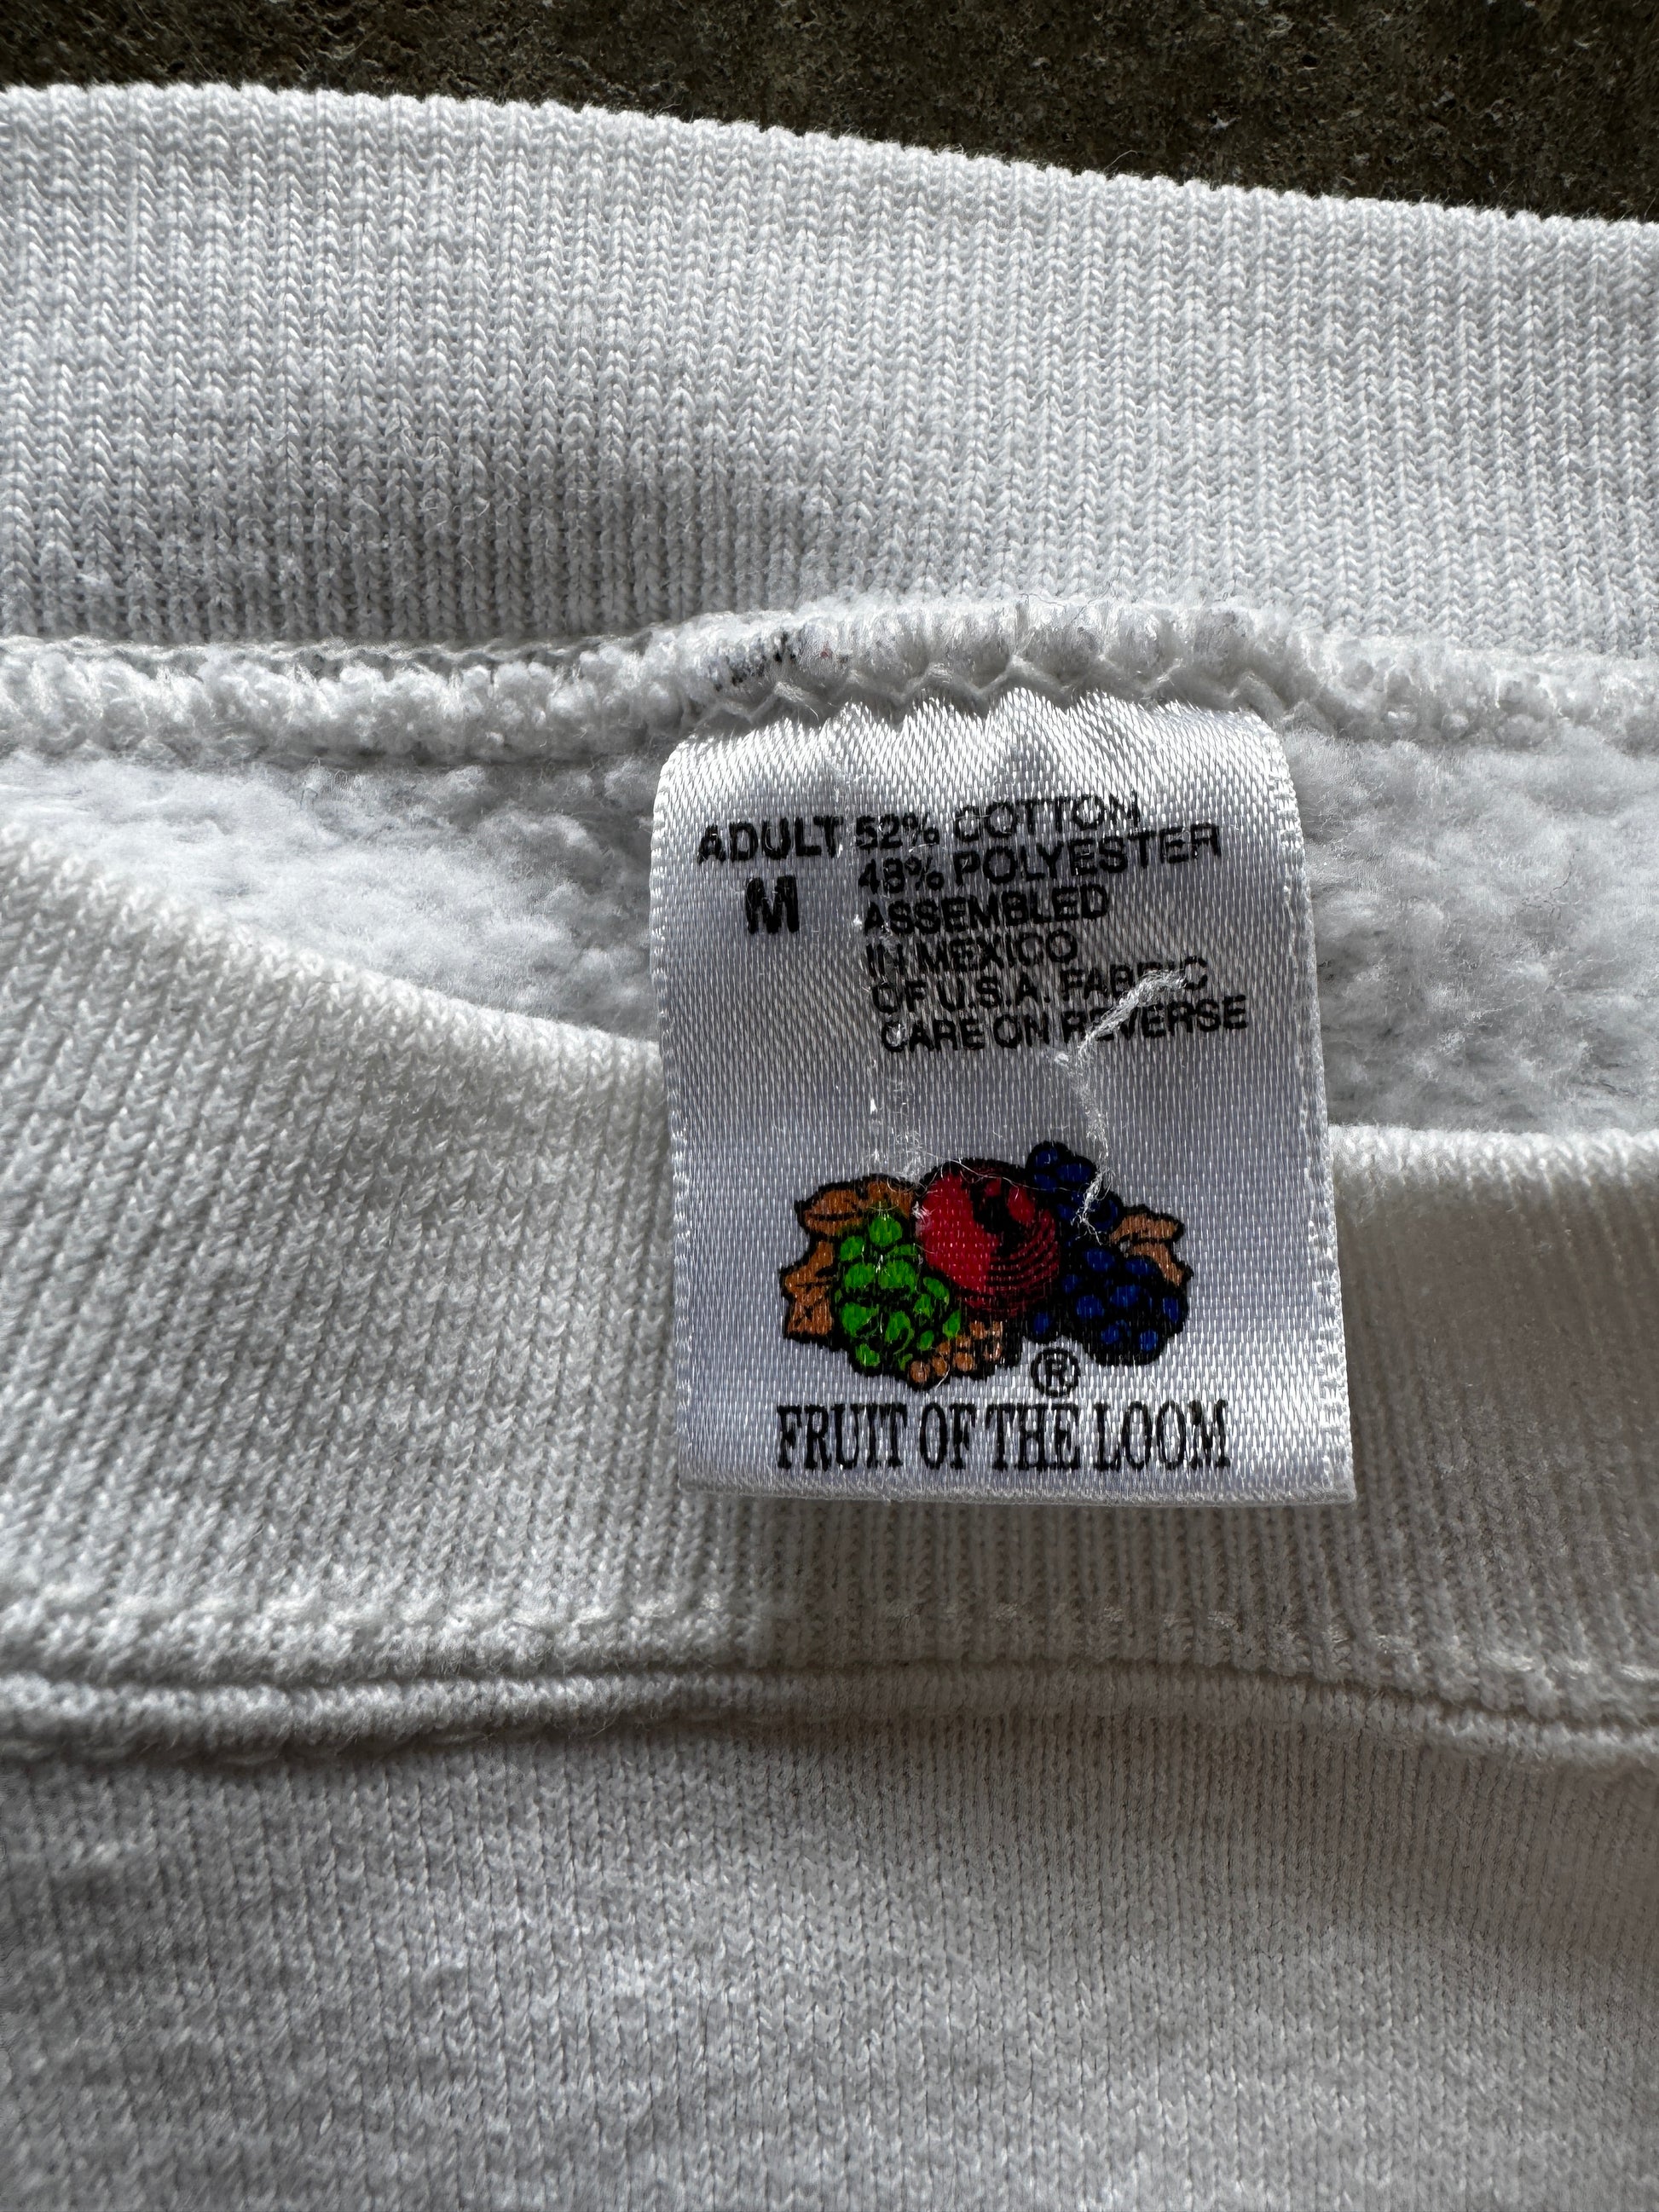 ADULT 52% COTTON
M 48% POLYESTER
ASSEMBLED
IN MEXICO
OF U.S.A. FABRIC
CARE ON REVERSE
®
FRUIT OF THE LOOM